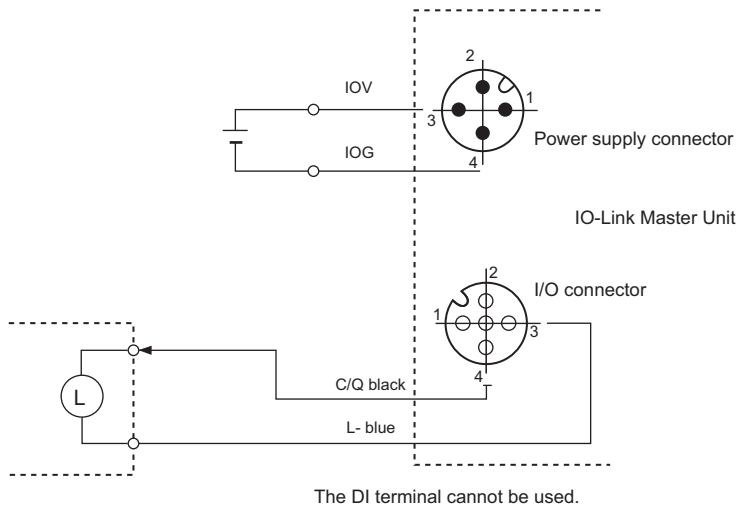 2
IOV
1
3
Power supply connector
IOG
4
IO-Link Master Unit
2
I/O connector
1
3
4
C/Q black
L
L- blue
The DI terminal cannot be used.